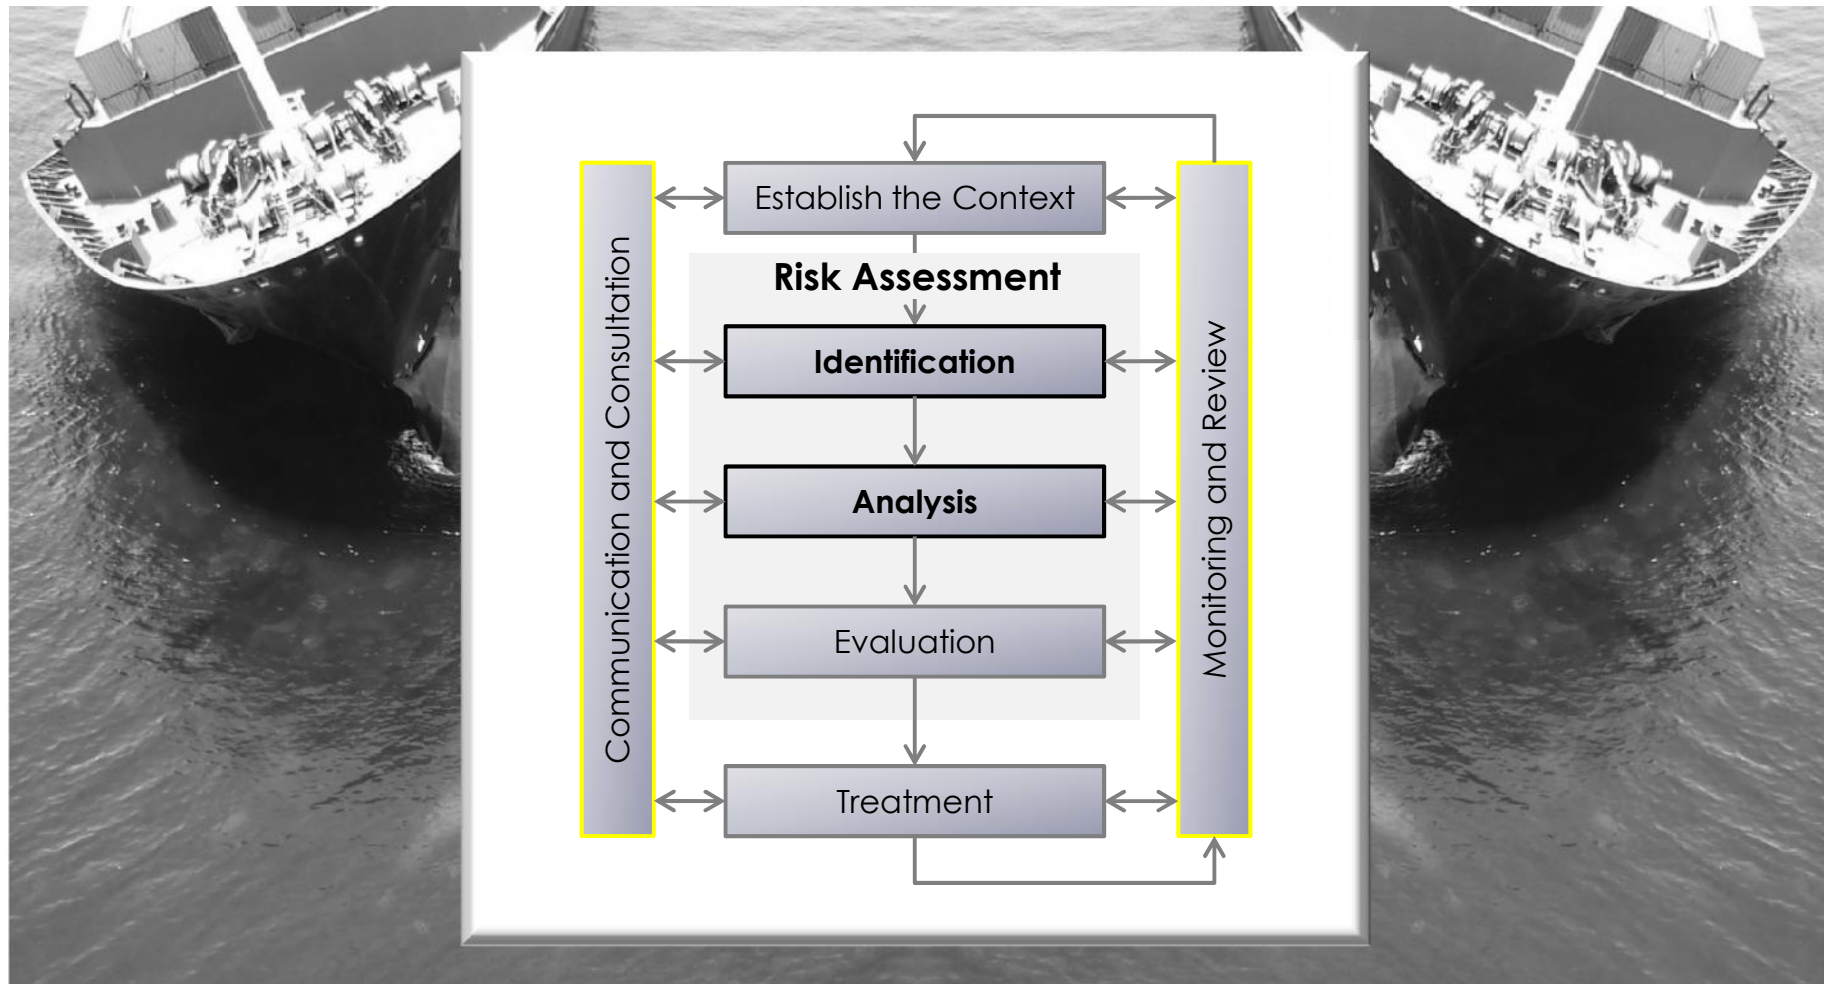 Establish the Context
Communication and Consultation
Risk Assessment
Identification
Analysis
Evaluation
Treatment
Monitoring and Review